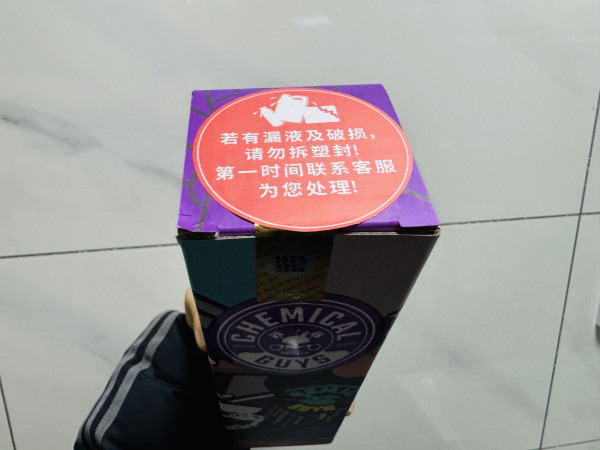 若有漏液及破损，
请勿拆塑封!
第一时间联系客服
为您处理!
100%
CHEMICAL
GUYS